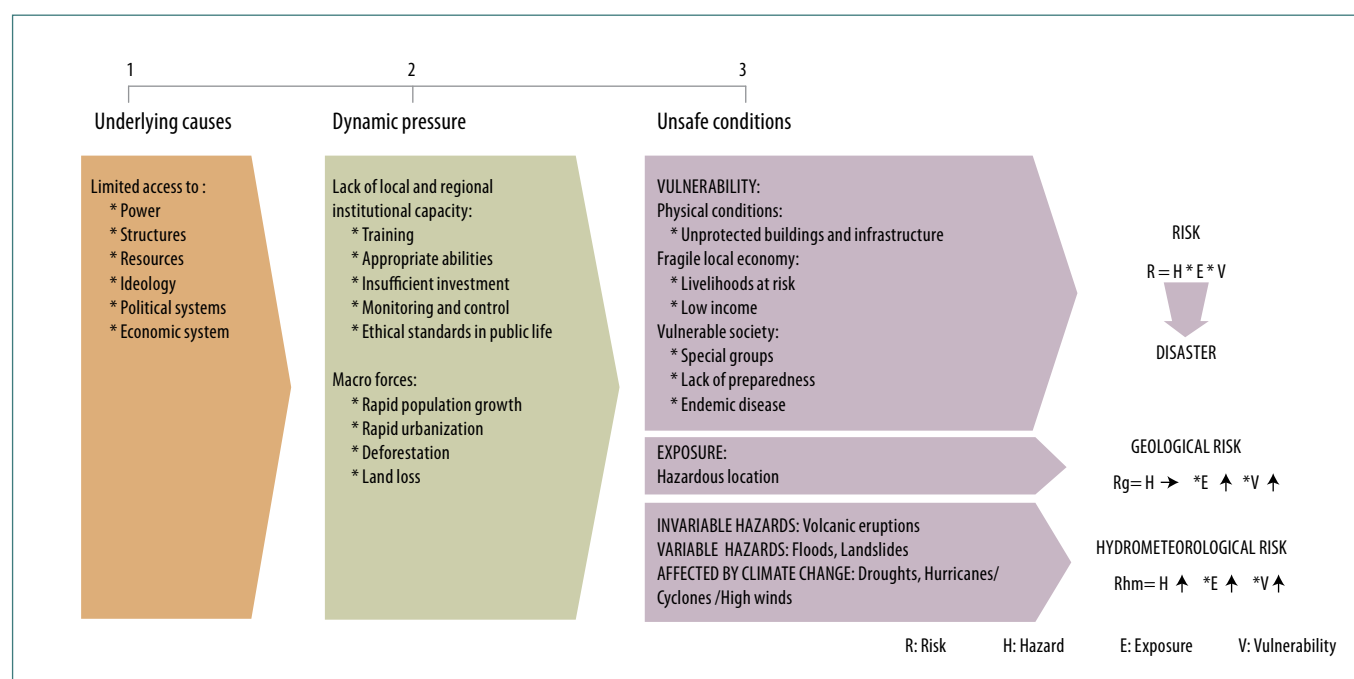 1
2
3
Underlying causes
Dynamic pressure
Unsafe conditions
Limited access to :
* Power
* Structures
* Resources
* Ideology
* Political systems
* Economic system
Lack of local and regional
institutional capacity:
* Training
* Appropriate abilities
* Insufficient investment
* Monitoring and control
* Ethical standards in public life
Macro forces:
* Rapid population growth
* Rapid urbanization
* Deforestation
* Land loss
VULNERABILITY:
Physical conditions:
* Unprotected buildings and infrastructure
Fragile local economy:
* Livelihoods at risk
* Low income
Vulnerable society:
* Special groups
* Lack of preparedness
* Endemic disease
EXPOSURE:
Hazardous location
INVARIABLE HAZARDS: Volcanic eruptions
VARIABLE HAZARDS: Floods, Landslides
AFFECTED BY CLIMATE CHANGE: Droughts, Hurricanes/
Cyclones /High winds
RISK
R = H * E * V
DISASTER
GEOLOGICAL RISK
Rg= H → *E ↑ *V ↑
HYDROMETEOROLOGICAL RISK
Rhm= H ↑ *E ↑ *V ↑
R: Risk H: Hazard E: Exposure V: Vulnerability